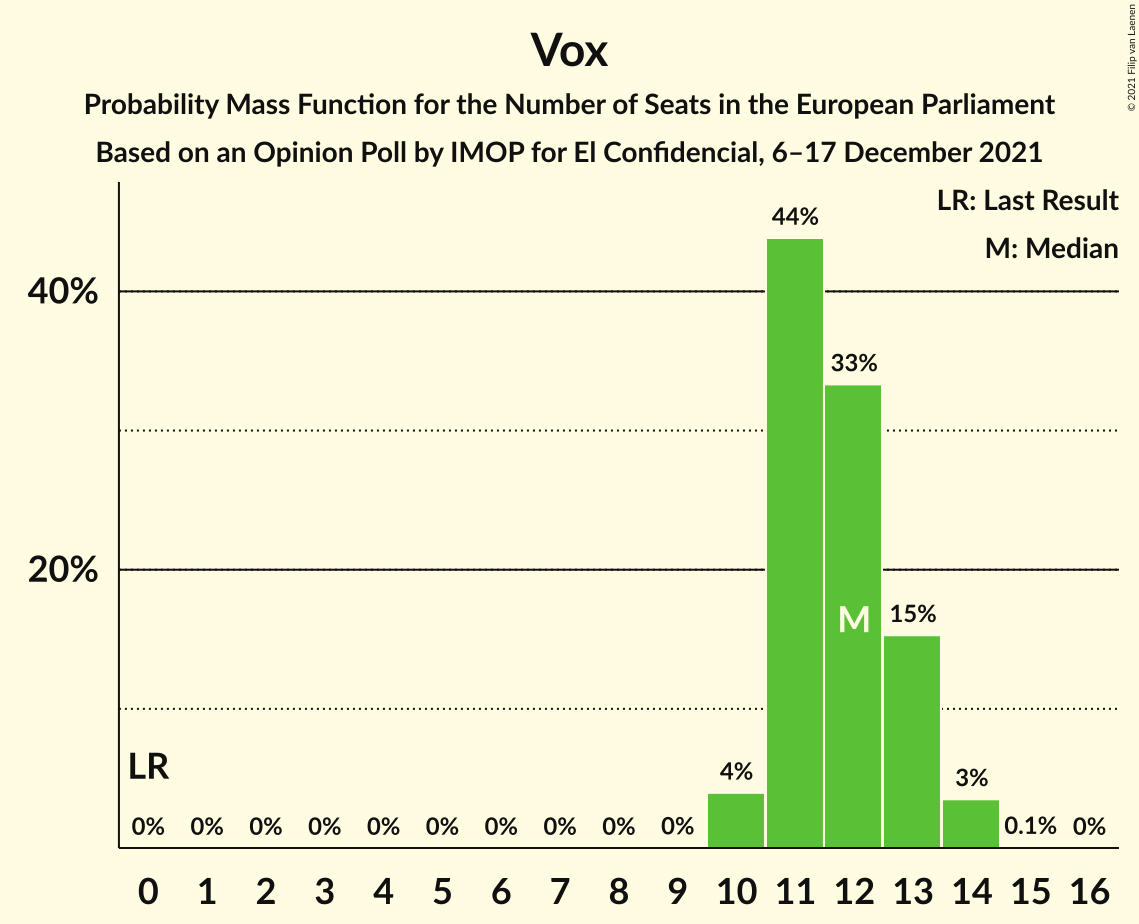 Vox
Probability Mass Function for the Number of Seats in the European Parliament
Based on an Opinion Poll by IMOP for El Confidencial, 6–17 December 2021
© 2021 Filip van Laenen
LR: Last Result
M: Median
40%
20%
44%
33%
15%
M
LR
4%
3%
0% 0% 0% 0% 0% 0% 0% 0% 0% 0% 0.1% 0%
0 1 2 3 4 5 6 7 8 9 10 11 12 13 14 15 16